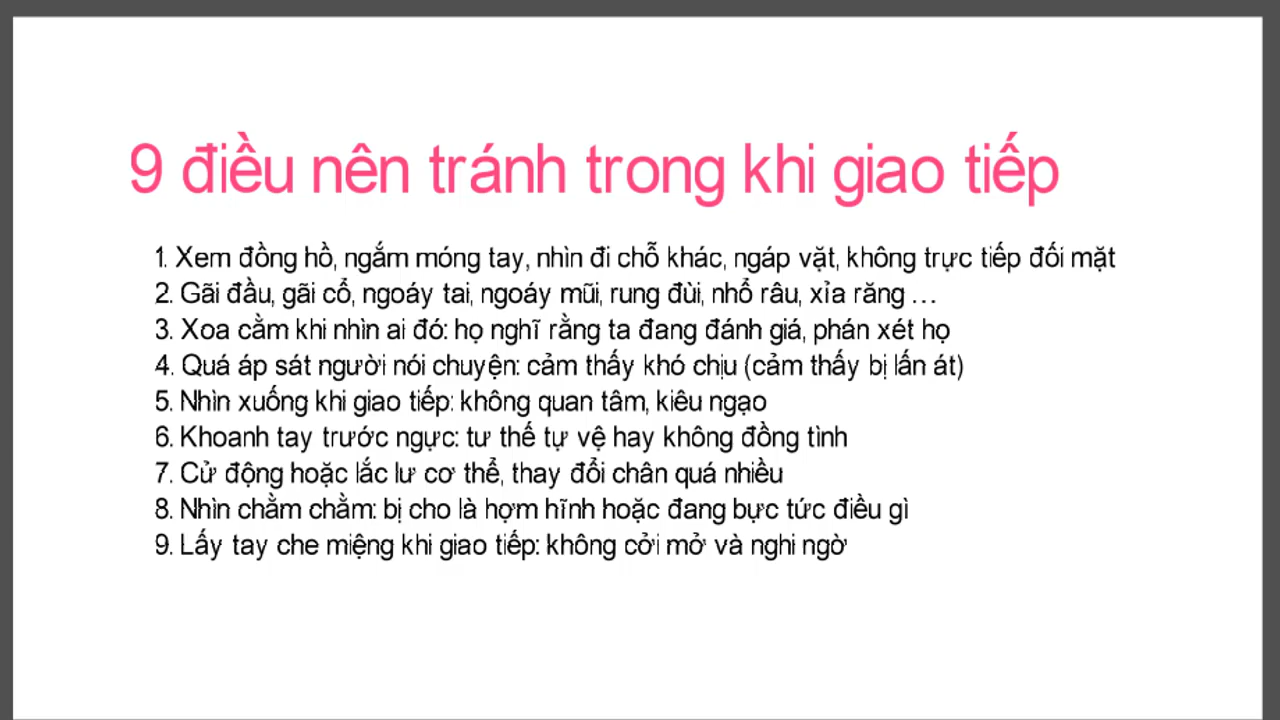 9 điều nên tránh trong khi giao tiếp
1. Xem đồng hồ, ngắm móng tay, nhìn đi chỗ khác, ngáp vặt, không trực tiếp đối mặt
2. Gãi đầu, gãi cổ, ngoáy tai, ngoáy mũi, rung đùi, nhổ râu, xỉa răng …
3. Xoa cằm khi nhìn ai đó: họ nghĩ rằng ta đang đánh giá, phán xét họ
4. Quá áp sát người nói chuyện: cảm thấy khó chịu (cảm thấy bị lấn át)
5. Nhìn xuống khi giao tiếp: không quan tâm, kiêu ngạo
6. Khoanh tay trước ngực: tư thế tự vệ hay không đồng tình
7. Cử động hoặc lắc lư cơ thể, thay đổi chân quá nhiều
8. Nhìn chằm chằm: bị cho là hợm hĩnh hoặc đang bực tức điều gì
9. Lấy tay che miệng khi giao tiếp: không cởi mở và nghi ngờ